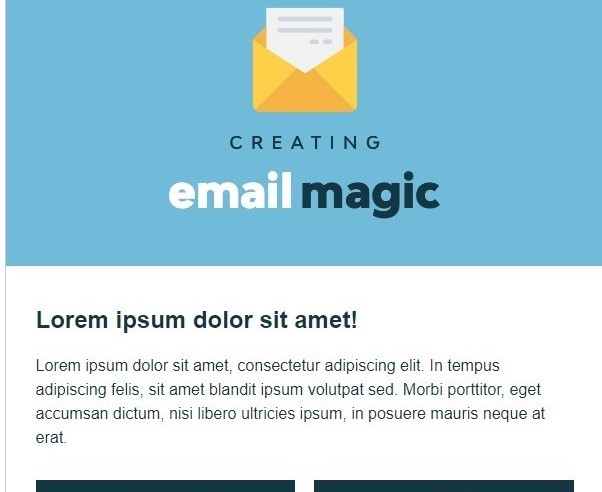 CREATING
email magic
Lorem ipsum dolor sit amet!
Lorem ipsum dolor sit amet, consectetur adipiscing elit. In tempus
adipiscing felis, sit amet blandit ipsum volutpat sed. Morbi porttitor, eget
accumsan dictum, nisi libero ultricies ipsum, in posuere mauris neque at
erat.